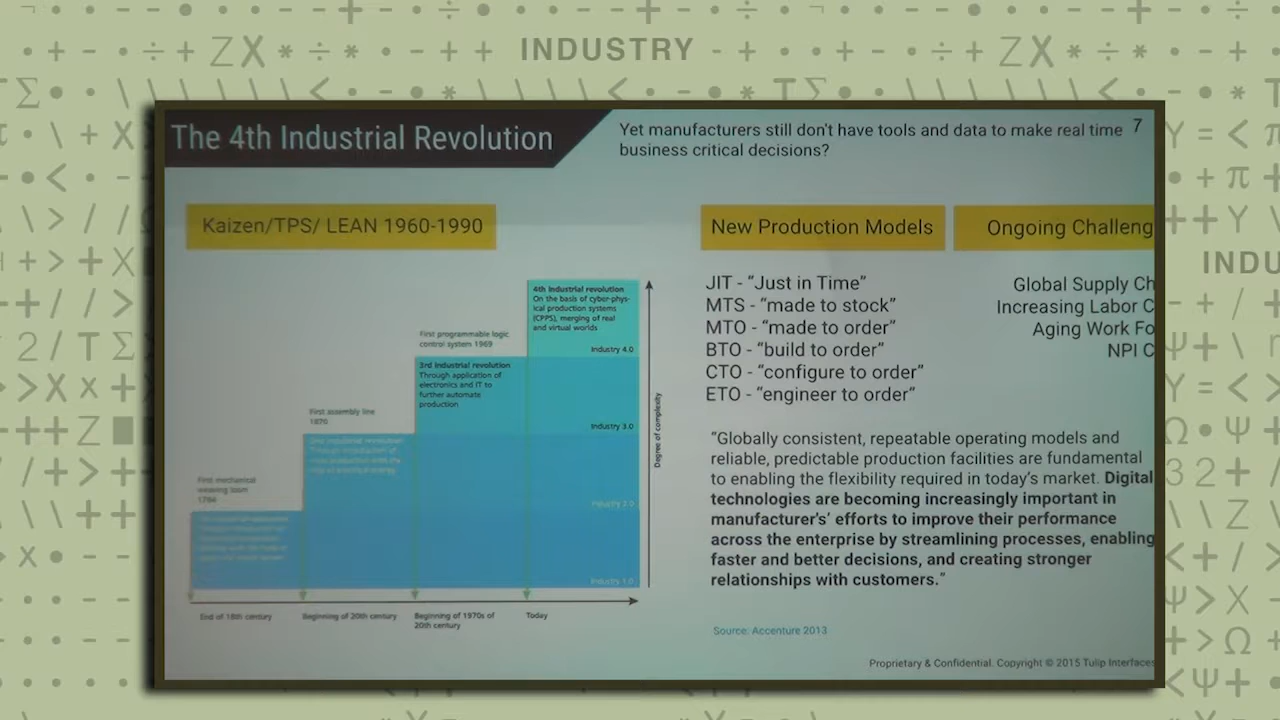 INDUSTRY
INDU
The 4th Industrial Revolution
Yet manufacturers still don't have tools and data to make real time
business critical decisions?
7
Kaizen/TPS/ LEAN 1960-1990
4th Industrial revolution
On the basis of cyber-phys-
ical production systems
(CPPS), merging of real
and virtual worlds
Industry 4.0
First programmable logic
control system 1969
3rd Industrial revolution
Through application of
electronics and IT to
further automate
production
Industry 3.0
First assembly line
1870
Industry 2.0
First mechanical
weaving loom
1784
Industry 1.0
Degree of complexity
End of 18th century
Beginning of 20th century
Beginning of 1970s of
20th century
Today
New Production Models
JIT - “Just in Time”
MTS - “made to stock”
MTO - “made to order”
BTO - “build to order”
CTO - “configure to order”
ETO - “engineer to order”
Ongoing Challeng
Global Supply Ch
Increasing Labor C
Aging Work Fo
NPI C
“Globally consistent, repeatable operating models and
reliable, predictable production facilities are fundamental
to enabling the flexibility required in today’s market. Digital
technologies are becoming increasingly important in
manufacturer’s’ efforts to improve their performance
across the enterprise by streamlining processes, enabling
faster and better decisions, and creating stronger
relationships with customers.”
Source: Accenture 2013
Proprietary & Confidential. Copyright © 2015 Tulip Interfaces